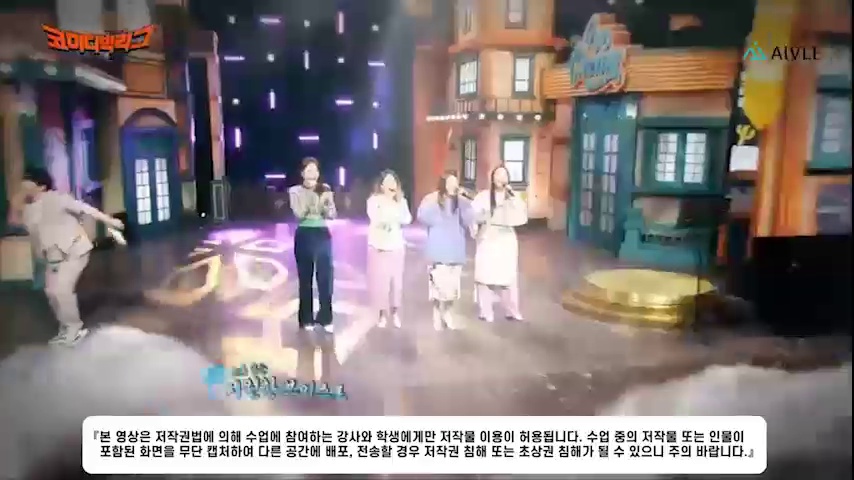 코미디빅리그
AIVLE
『본 영상은 저작권법에 의해 수업에 참여하는 강사와 학생에게만 저작물 이용이 허용됩니다. 수업 중의 저작물 또는 인물이
포함된 화면을 무단 캡처하여 다른 공간에 배포, 전송할 경우 저작권 침해 또는 초상권 침해가 될 수 있으니 주의 바랍니다.』